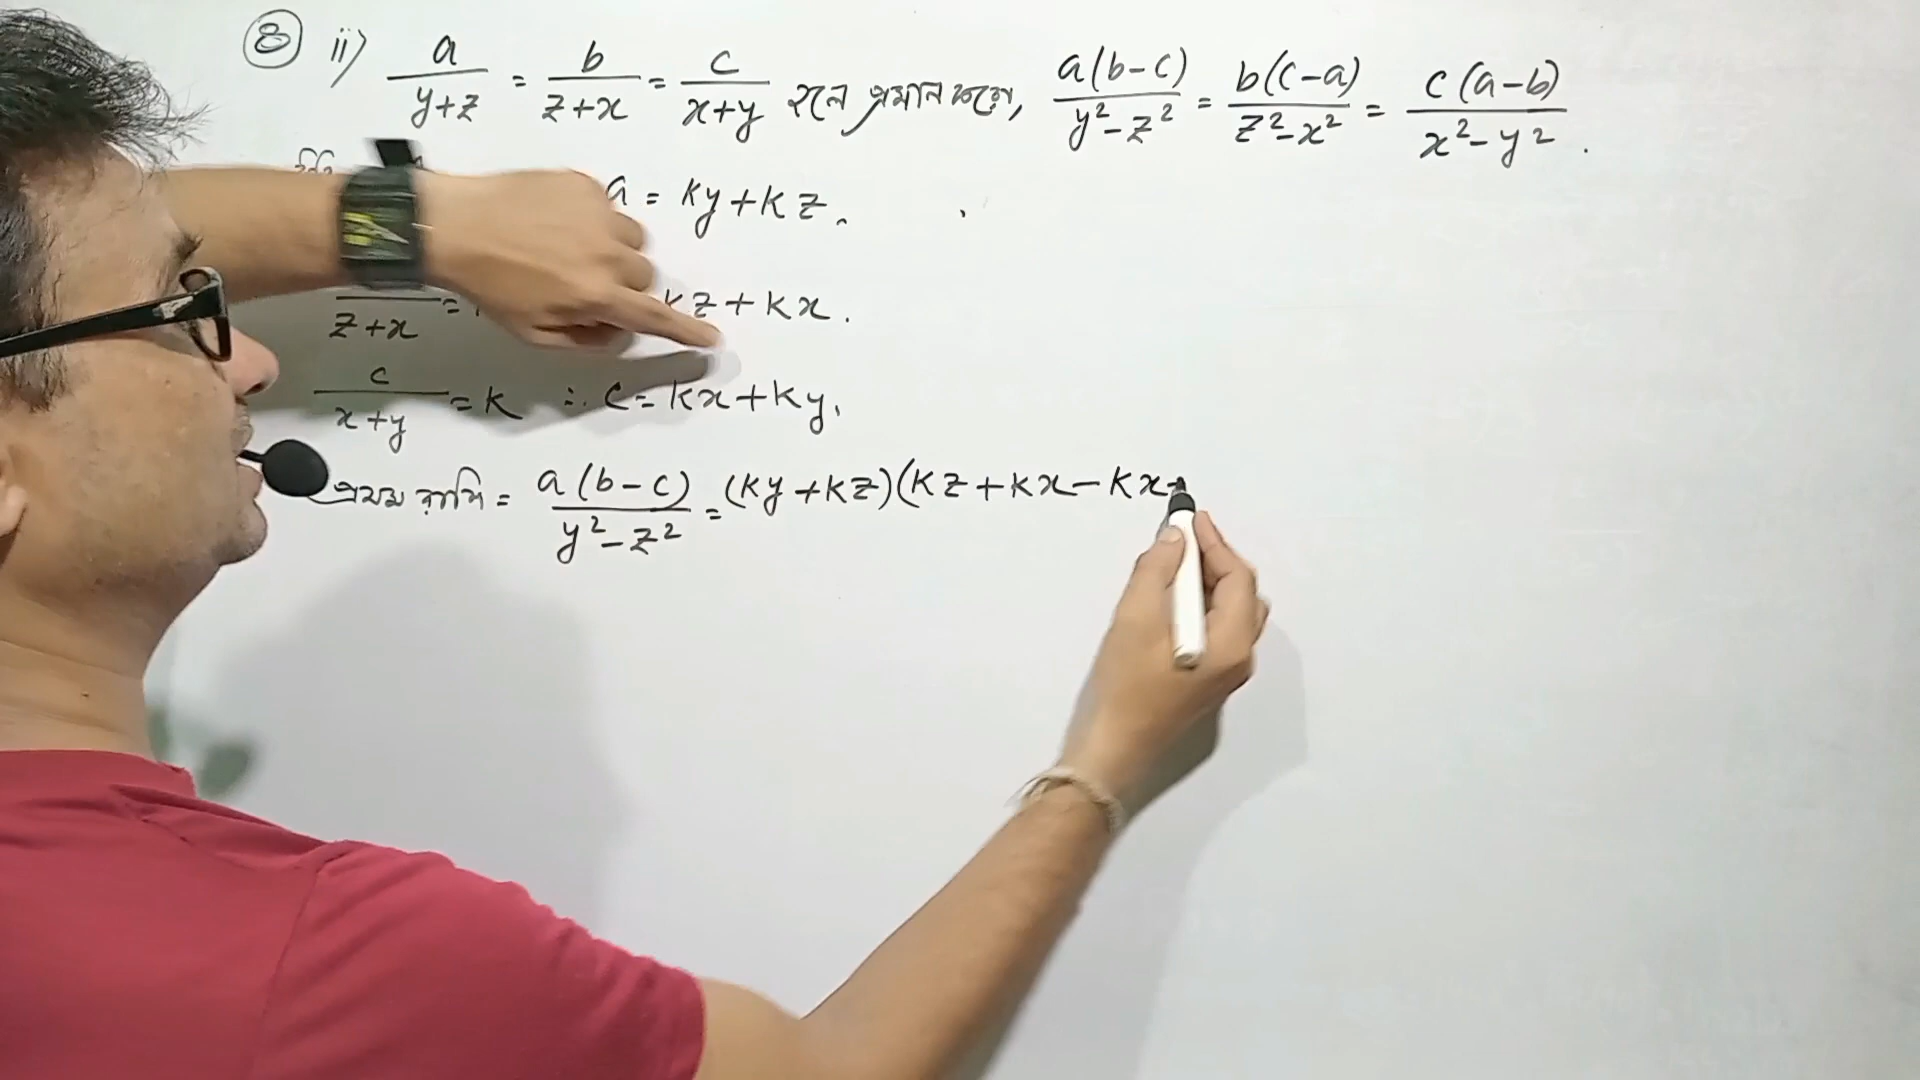 8 ii) a/(y+z) = b/(z+x) = c/(x+y) হলে প্রমাণ করো, a(b-c)/(y²-z²) = b(c-a)/(z²-x²) = c(a-b)/(x²-y²).
a = ky+kz.
/(z+x) = kz+kx.
c/(x+y) = k ∴ c = kx+ky.
প্রথম রাশি = a(b-c)/(y²-z²) = (ky+kz)(kz+kx-kx-